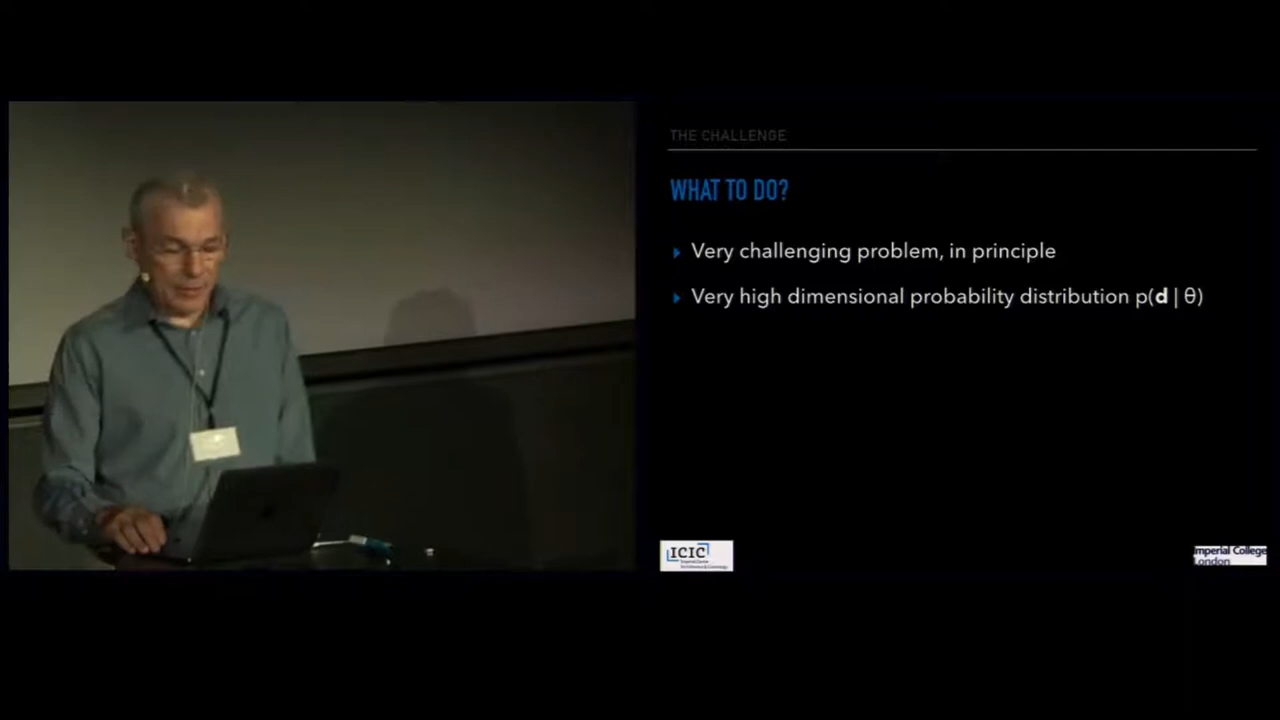 THE CHALLENGE
WHAT TO DO?
Very challenging problem, in principle
Very high dimensional probability distribution p(d | θ)
ICIC
Imperial College
London